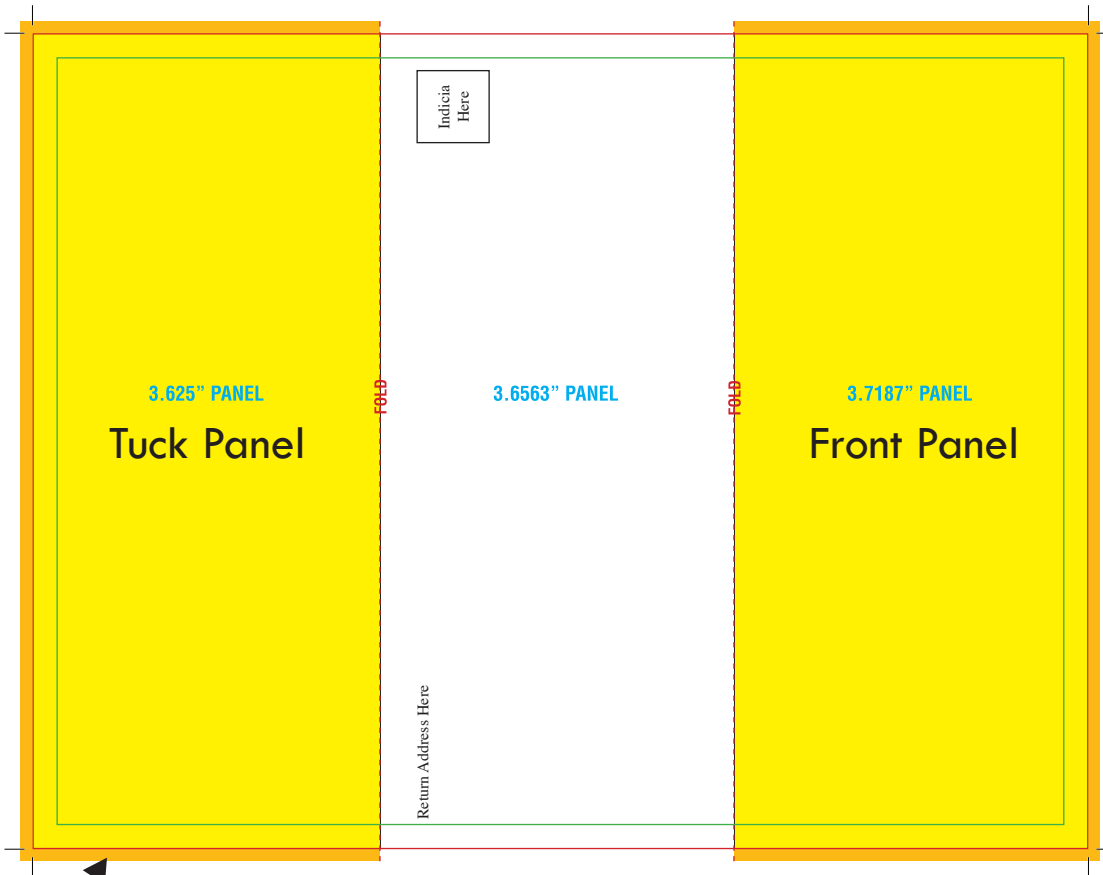 Indicia
Here
3.625” PANEL
FOLD
3.6563” PANEL
FOLD
3.7187” PANEL
Tuck Panel
Front Panel
Return Address Here